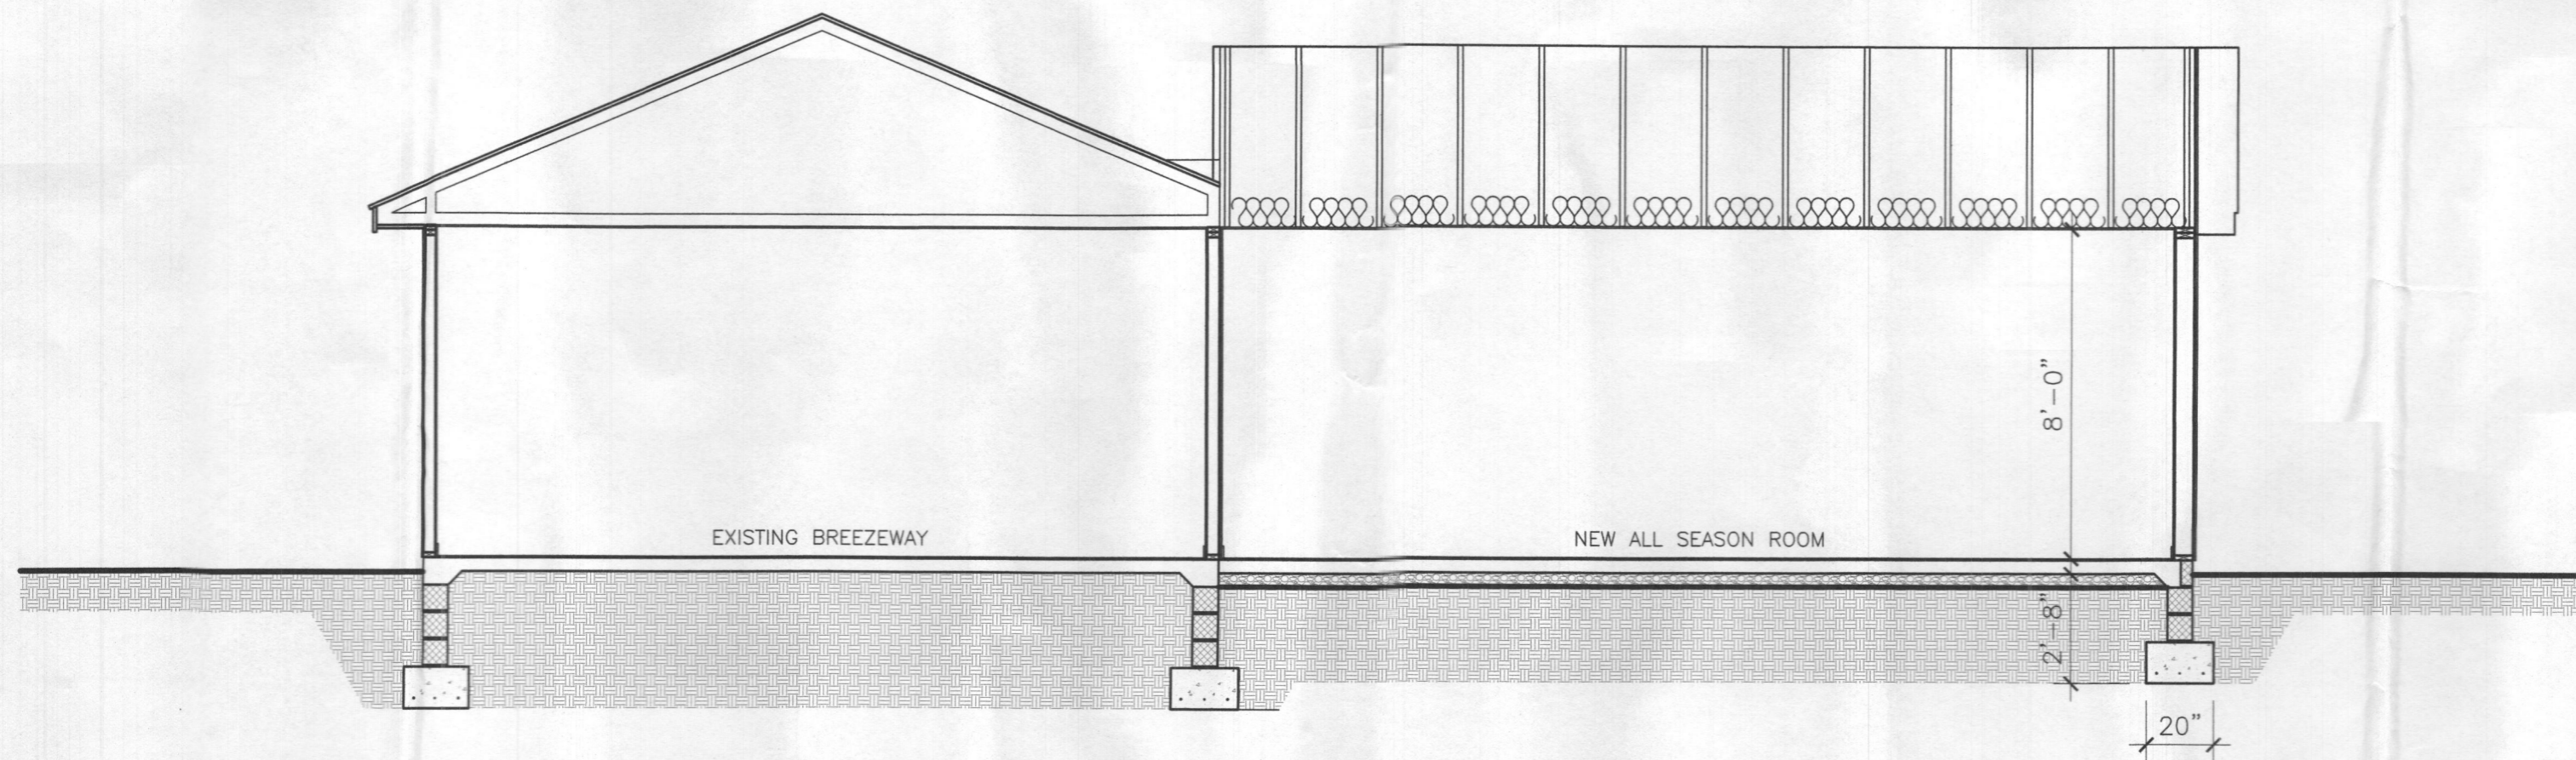 EXISTING BREEZEWAY
NEW ALL SEASON ROOM
8'-0"
2'-8"
20"